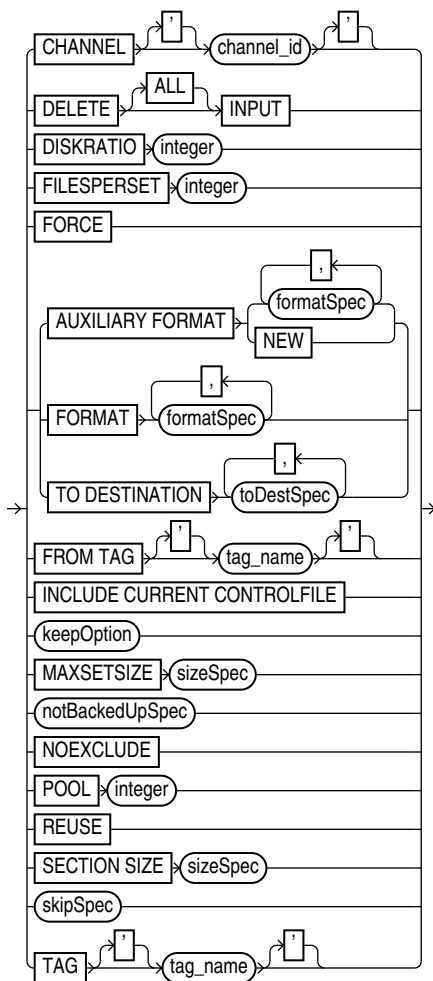 CHANNEL ' channel_id '
DELETE ALL INPUT
DISKRATIO integer
FILESPERSET integer
FORCE
AUXILIARY FORMAT , formatSpec
NEW
FORMAT , formatSpec
TO DESTINATION , toDestSpec
FROM TAG ' tag_name '
INCLUDE CURRENT CONTROLFILE
keepOption
MAXSETSIZE sizeSpec
notBackedUpSpec
NOEXCLUDE
POOL integer
REUSE
SECTION SIZE sizeSpec
skipSpec
TAG ' tag_name '